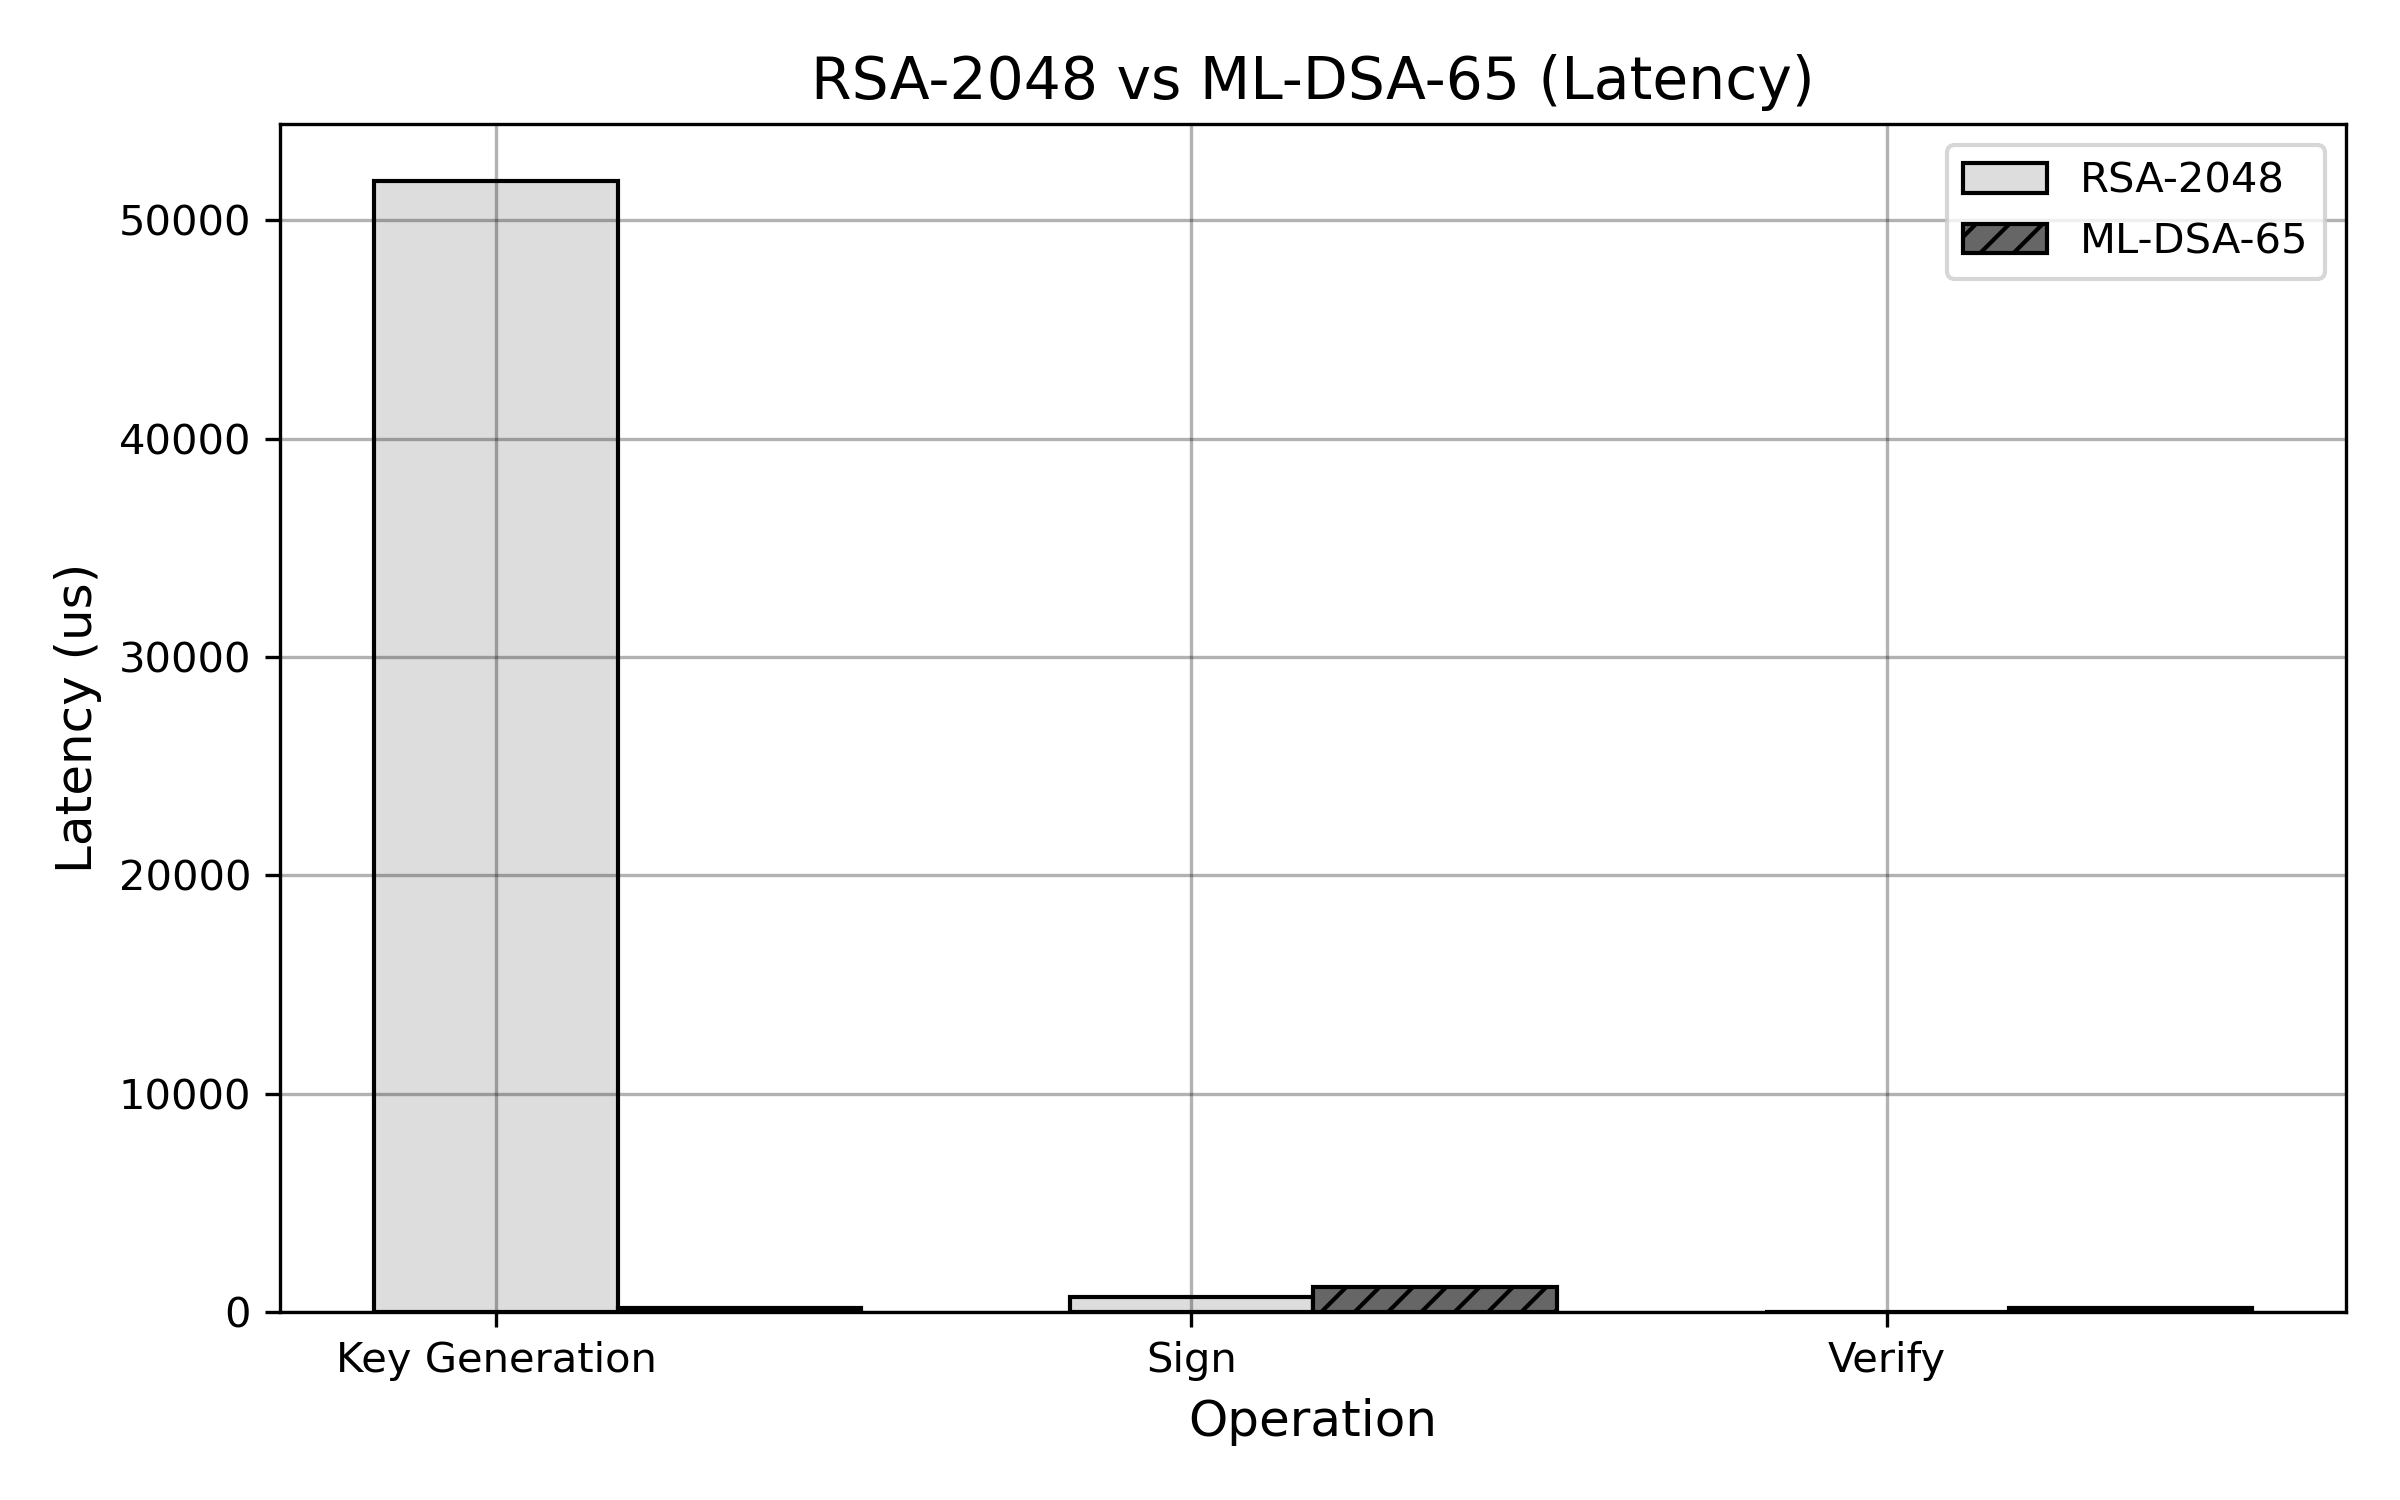 RSA-2048 vs ML-DSA-65 (Latency)
RSA-2048
ML-DSA-65
Latency (us)
50000
40000
30000
20000
10000
0
Key Generation
Sign
Verify
Operation